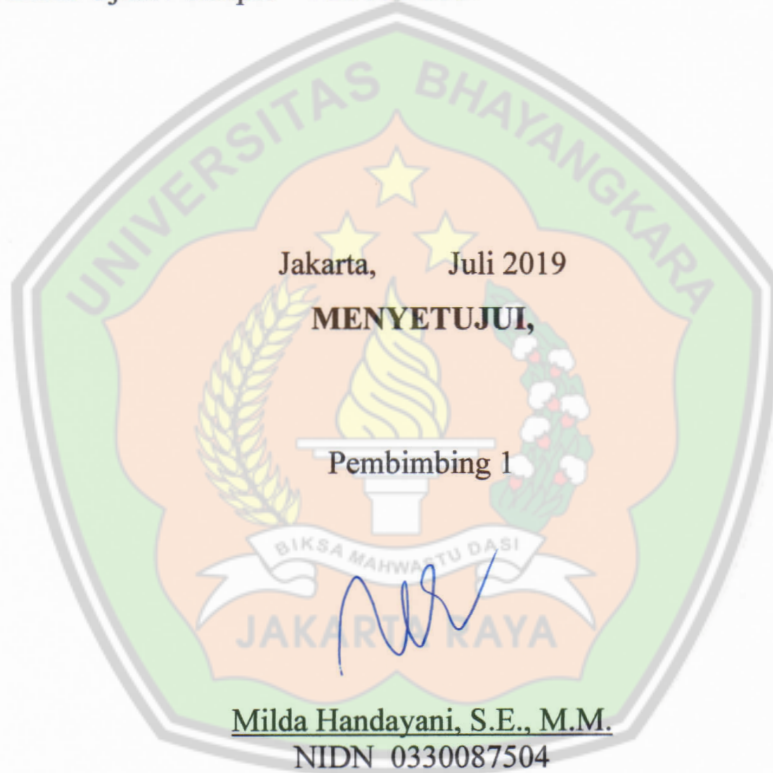 UNIVERSITAS BHAYANGKARA
Jakarta, Juli 2019
MENYETUJUI,
Pembimbing 1
BIKSA MAHWASTU DASI
JAKARTA RAYA
Milda Handayani, S.E., M.M.
NIDN 0330087504